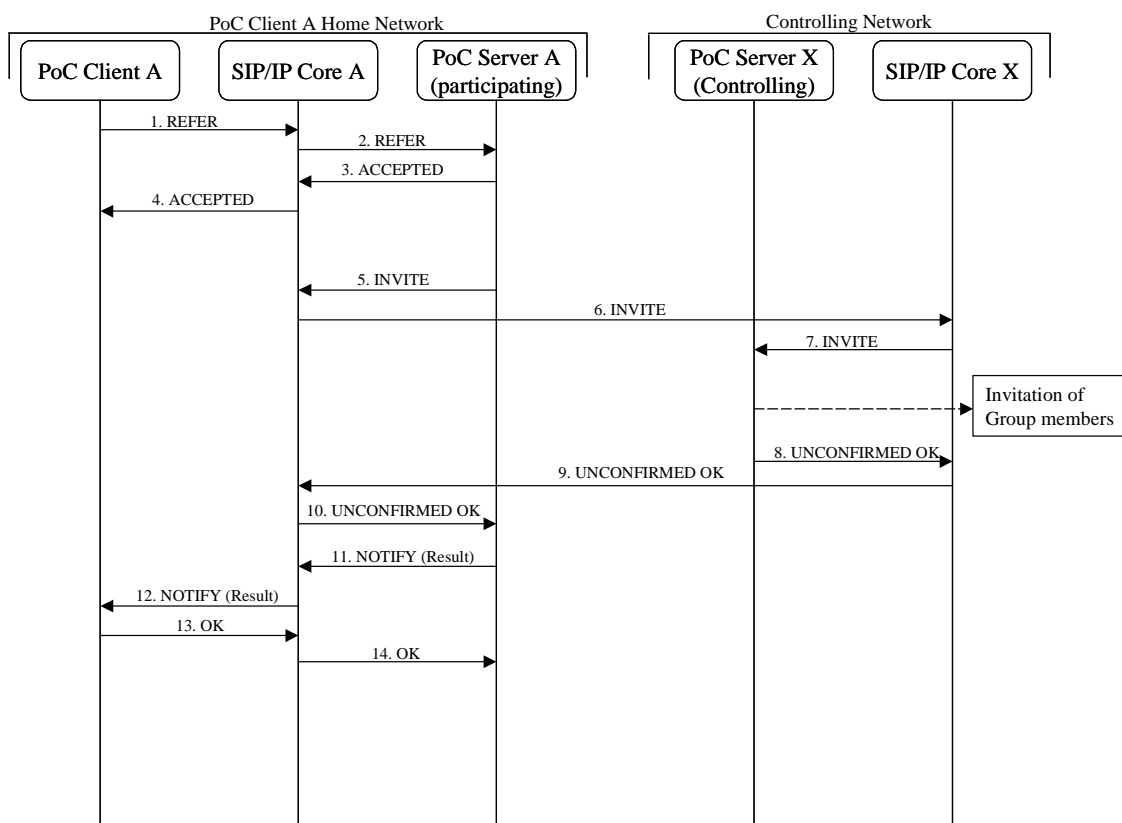 PoC Client A Home Network
Controlling Network
PoC Client A
SIP/IP Core A
PoC Server A
(participating)
PoC Server X
(Controlling)
SIP/IP Core X
1. REFER
2. REFER
3. ACCEPTED
4. ACCEPTED
5. INVITE
6. INVITE
7. INVITE
Invitation of
Group members
8. UNCONFIRMED OK
9. UNCONFIRMED OK
10. UNCONFIRMED OK
11. NOTIFY (Result)
12. NOTIFY (Result)
13. OK
14. OK